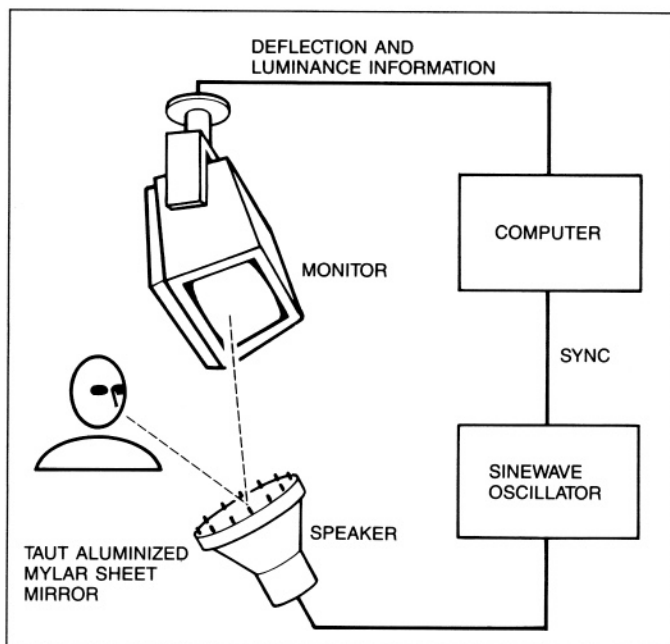 DEFLECTION AND
LUMINANCE INFORMATION
COMPUTER
MONITOR
SYNC
SINEWAVE
OSCILLATOR
SPEAKER
TAUT ALUMINIZED
MYLAR SHEET
MIRROR